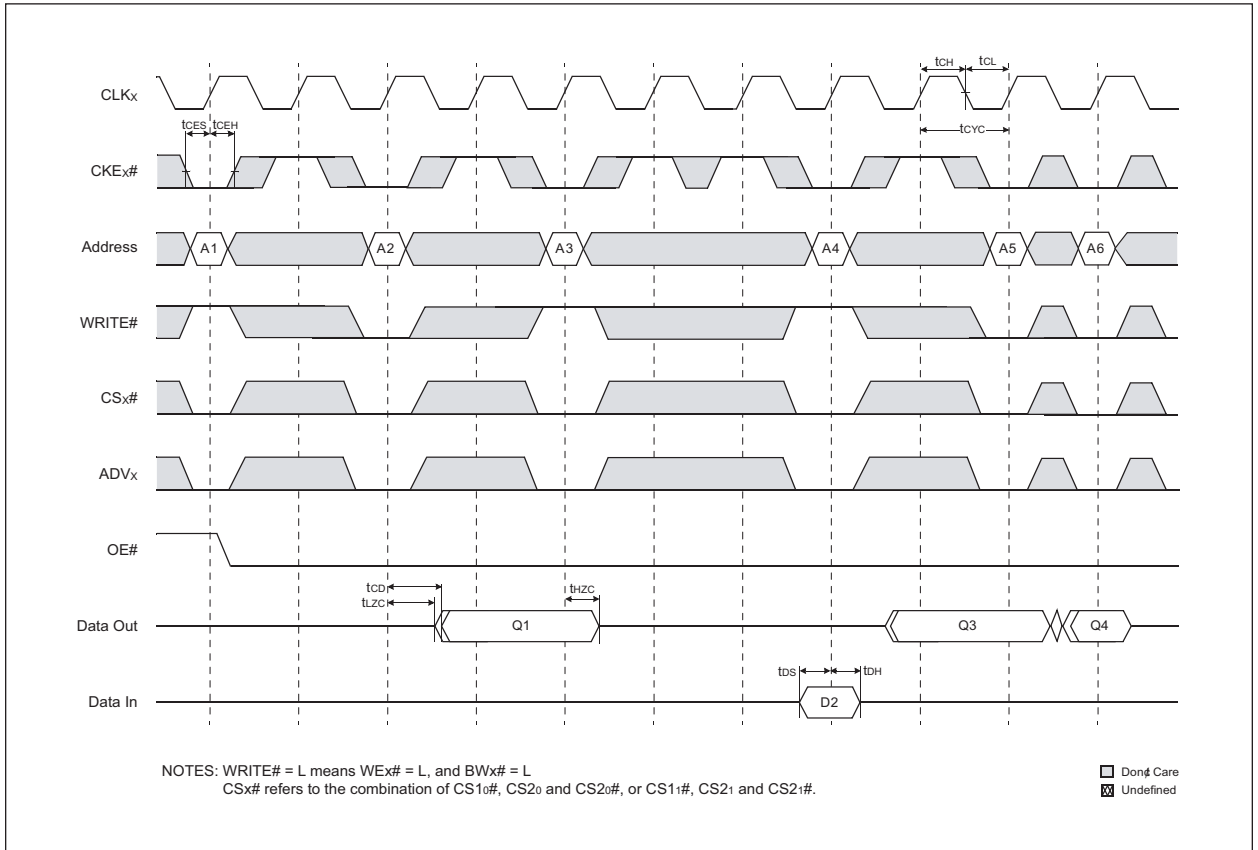 tCH tCL
CLKX
tCES tCEH
tCYC
CKEX#
Address A1 A2 A3 A4 A5 A6
WRITE#
CSX#
ADVX
OE#
tCD
tLZC
tHZC
Data Out Q1 Q3 Q4
tDS tDH
Data In D2
NOTES: WRITE# = L means WEx# = L, and BWx# = L
CSx# refers to the combination of CS10#, CS20 and CS20#, or CS11#, CS21 and CS21#.
Don¢ Care
Undefined